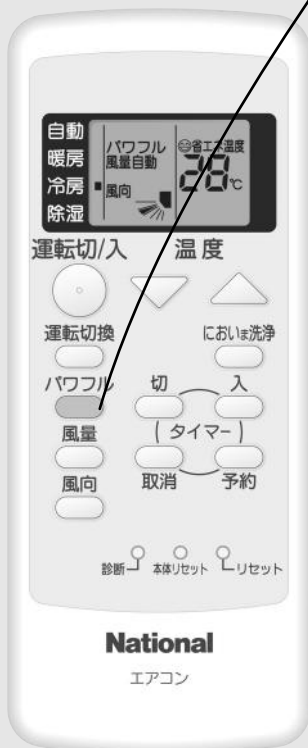 自動
暖房
冷房
除湿
パワフル
風量自動
風向
省エネ温度
28℃
運転切/入
温度
運転切換
においま洗浄
パワフル
切
入
風量
(タイマー)
風向
取消
予約
診断
本体リセット
リセット
National
エアコン